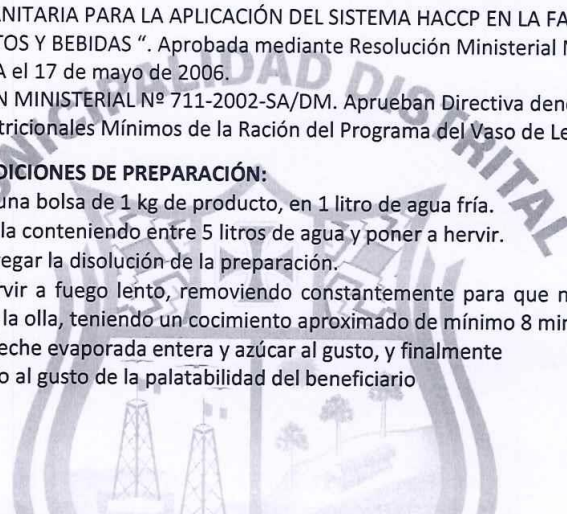 ANITARIA PARA LA APLICACIÓN DEL SISTEMA HACCP EN LA FA
TOS Y BEBIDAS “. Aprobada mediante Resolución Ministerial
A el 17 de mayo de 2006.
N MINISTERIAL Nº 711-2002-SA/DM. Aprueban Directiva den
tricionales Mínimos de la Ración del Programa del Vaso de Le
DICIONES DE PREPARACIÓN:
una bolsa de 1 kg de producto, en 1 litro de agua fría.
la conteniendo entre 5 litros de agua y poner a hervir.
regar la disolución de la preparación.
rvir a fuego lento, removiendo constantemente para que
la olla, teniendo un cocimiento aproximado de mínimo 8 mi
eche evaporada entera y azúcar al gusto, y finalmente
o al gusto de la palatabilidad del beneficiario
NICIPALIDAD DISTRITAL